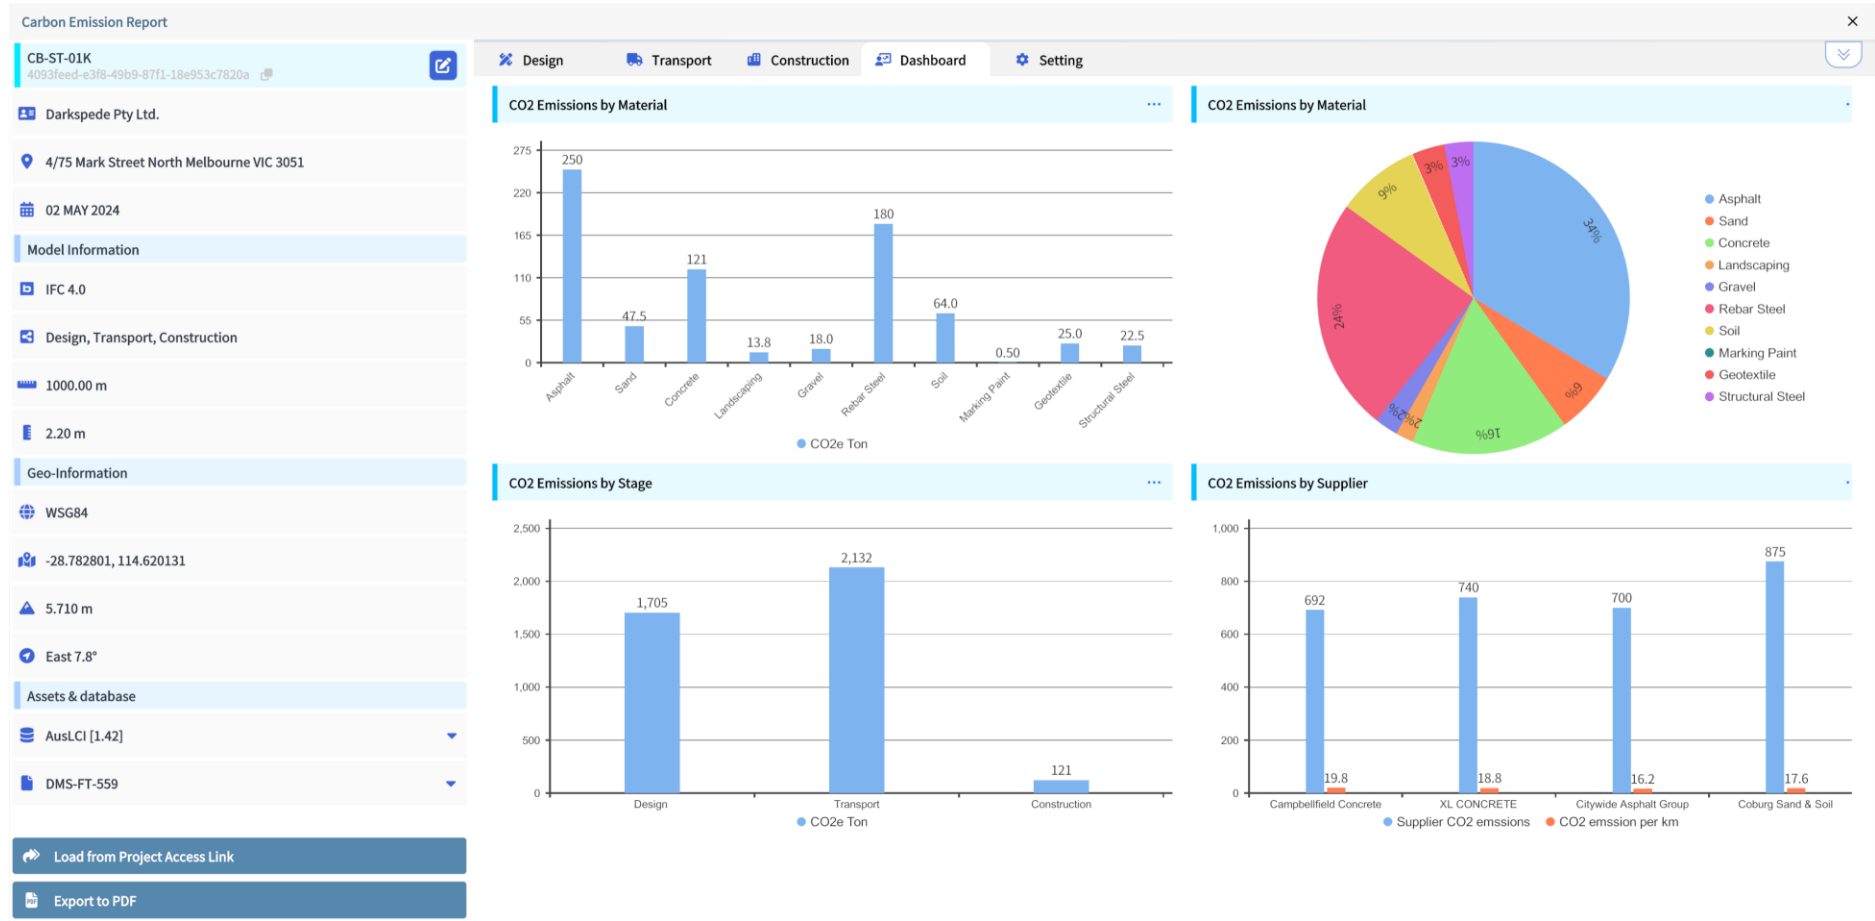 Carbon Emission Report
CB-ST-01K
4093feed-e3f8-49b9-87f1-18e953c7820a
Darkspede Pty Ltd.
4/75 Mark Street North Melbourne VIC 3051
02 MAY 2024
Model Information
IFC 4.0
Design, Transport, Construction
1000.00 m
2.20 m
Geo-Information
WSG84
-28.782801, 114.620131
5.710 m
East 7.8°
Assets & database
AusLCI [1.42]
DMS-FT-559
Load from Project Access Link
Export to PDF
Design Transport Construction Dashboard Setting
CO2 Emissions by Material
275
220
165
110
55
0
250
47.5
121
13.8
18.0
180
64.0
0.50
25.0
22.5
Asphalt
Sand
Concrete
Landscaping
Gravel
Rebar Steel
Soil
Marking Paint
Geotextile
Structural Steel
CO2e Ton
CO2 Emissions by Material
34%
6%
16%
2%
2%
24%
9%
3%
3%
Asphalt
Sand
Concrete
Landscaping
Gravel
Rebar Steel
Soil
Marking Paint
Geotextile
Structural Steel
CO2 Emissions by Stage
2,500
2,000
1,500
1,000
500
0
1,705
2,132
121
Design Transport Construction
CO2e Ton
CO2 Emissions by Supplier
1,000
800
600
400
200
0
692
19.8
740
18.8
700
16.2
875
17.6
Campbellfield Concrete XL CONCRETE Citywide Asphalt Group Coburg Sand & Soil
Supplier CO2 emssions CO2 emssion per km